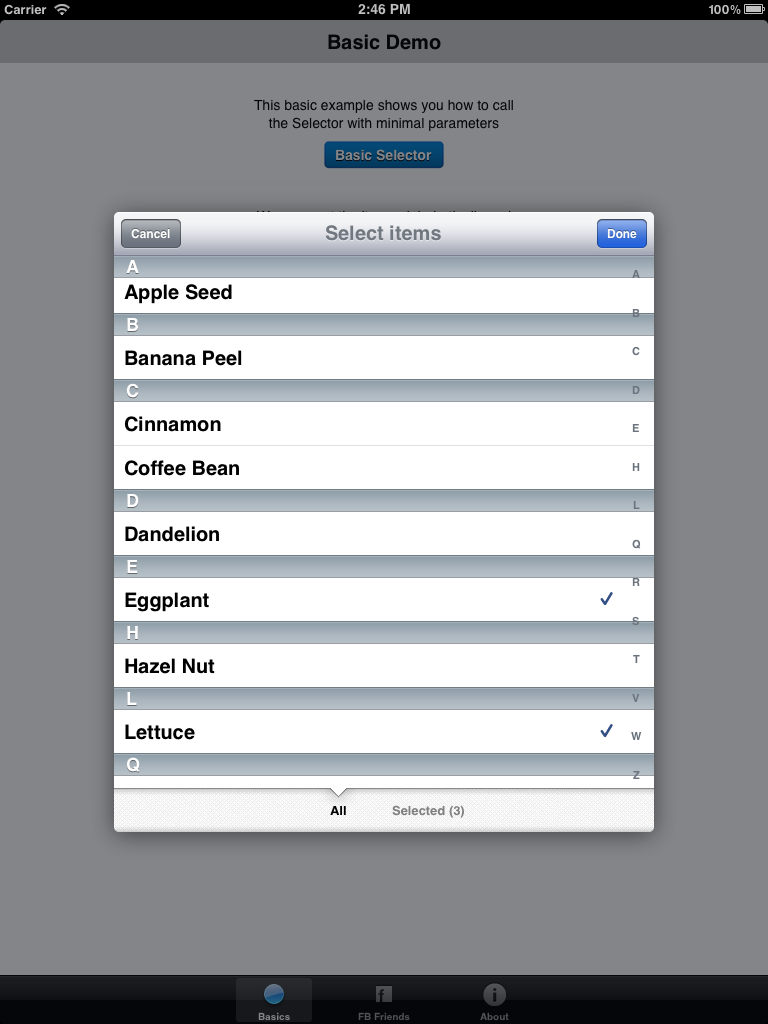 Carrier
2:46 PM
100%
Basic Demo
This basic example shows you how to call
the Selector with minimal parameters
Basic Selector
Cancel
Select items
Done
A
Apple Seed
B
Banana Peel
C
Cinnamon
Coffee Bean
D
Dandelion
E
Eggplant
H
Hazel Nut
L
Lettuce
Q
A
B
C
D
E
H
L
Q
R
S
T
V
W
Z
All
Selected (3)
Basics
FB Friends
About